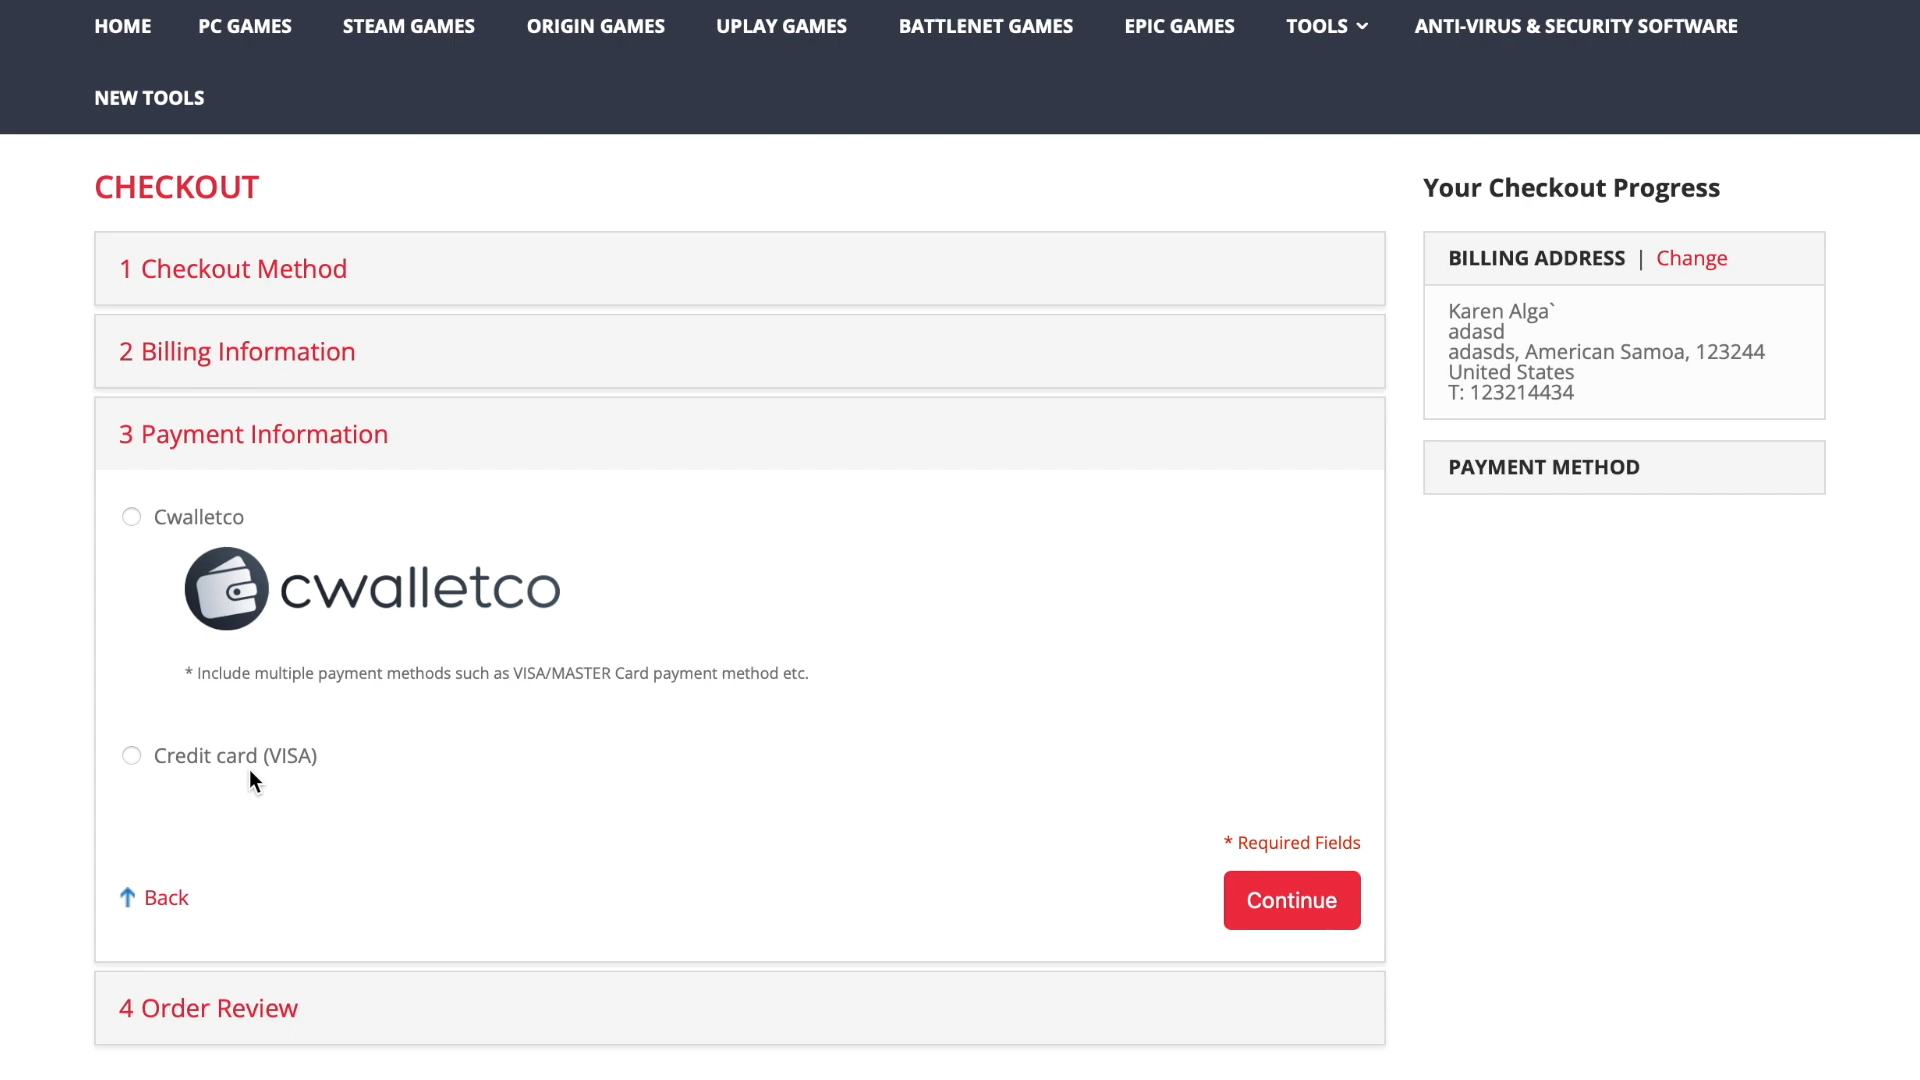 HOME PC GAMES STEAM GAMES ORIGIN GAMES UPLAY GAMES BATTLENET GAMES EPIC GAMES TOOLS ANTI-VIRUS & SECURITY SOFTWARE
NEW TOOLS
CHECKOUT
1 Checkout Method
2 Billing Information
3 Payment Information
Cwalletco
cwalletco
* Include multiple payment methods such as VISA/MASTER Card payment method etc.
Credit card (VISA)
* Required Fields
Back
Continue
4 Order Review
Your Checkout Progress
BILLING ADDRESS | Change
Karen Alga`
adasd
adasds, American Samoa, 123244
United States
T: 123214434
PAYMENT METHOD